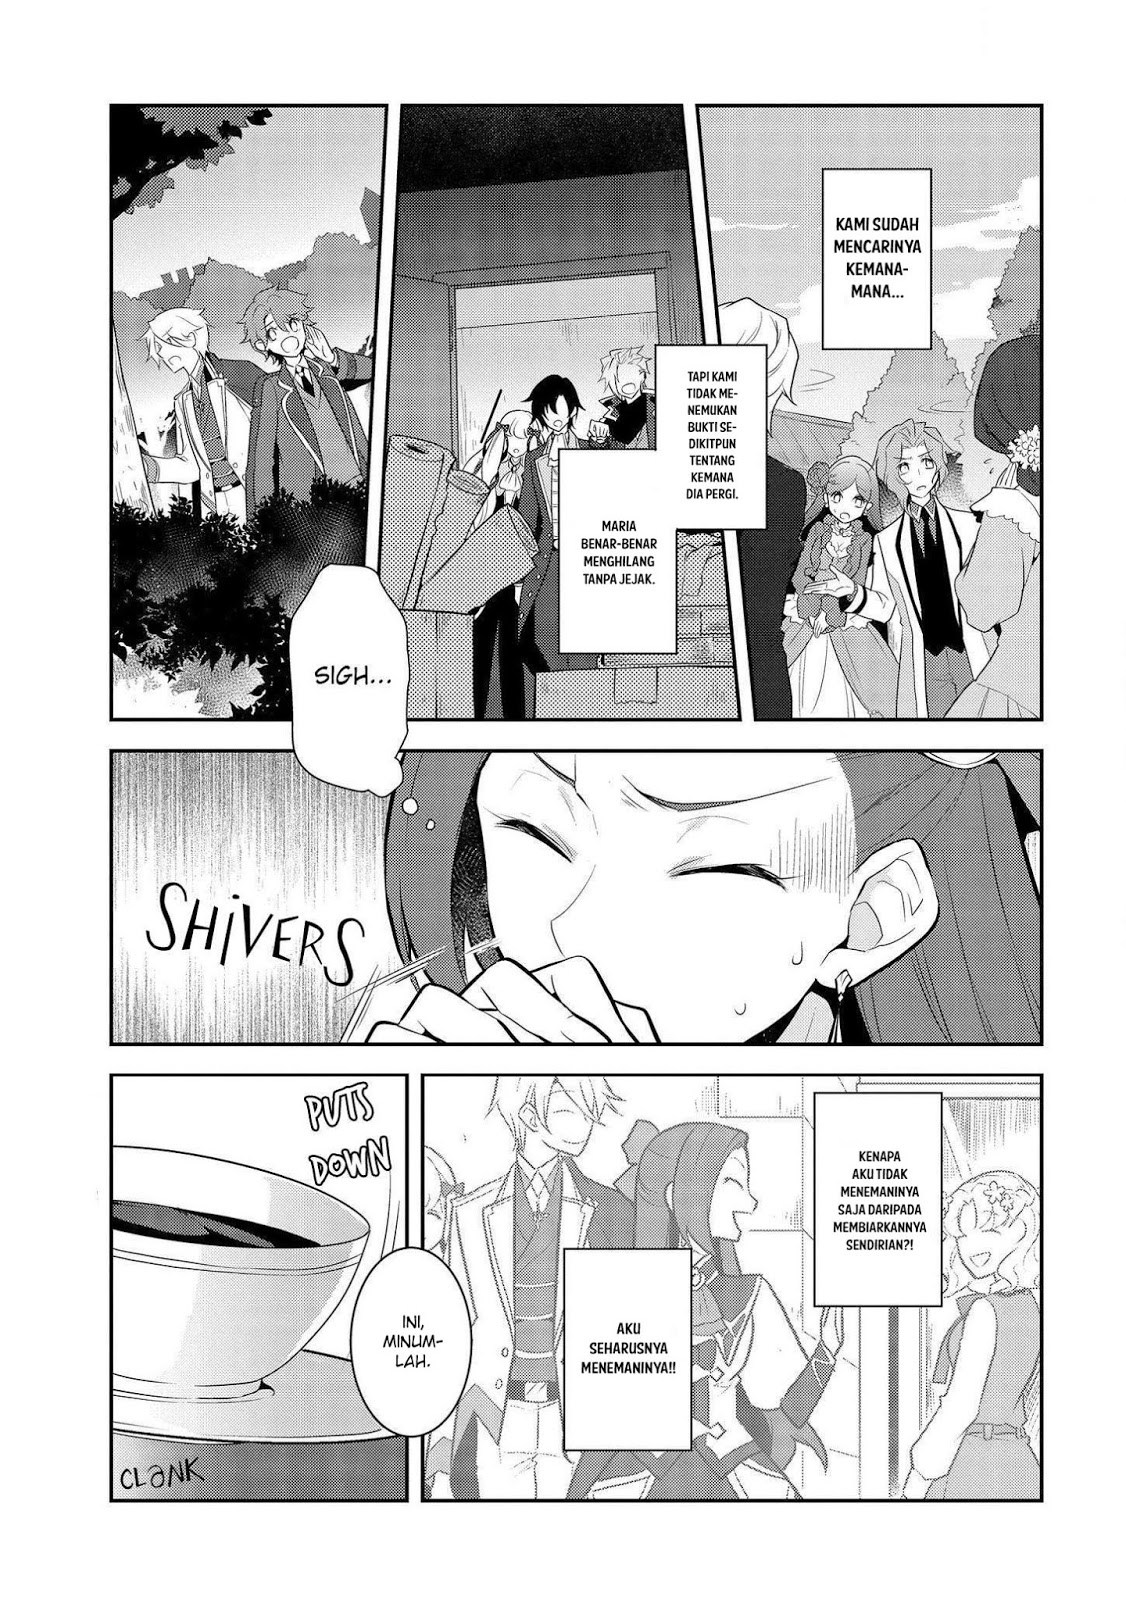 KAMI SUDAH
MENCARINYA
KEMANA-
MANA...
TAPI KAMI
TIDAK ME-
NEMUKAN
BUKTI SE-
DIKITPUN
TENTANG
KEMANA
DIA PERGI.
MARIA
BENAR-BENAR
MENGHILANG
TANPA JEJAK.
SIGH...
SHIVERS
KENAPA
AKU TIDAK
MENEMANINYA
SAJA DARIPADA
MEMBIARKANNYA
SENDIRIAN?!
AKU
SEHARUSNYA
MENEMANINYA!!
PUTS
DOWN
INI,
MINUM-
LAH.
CLANK